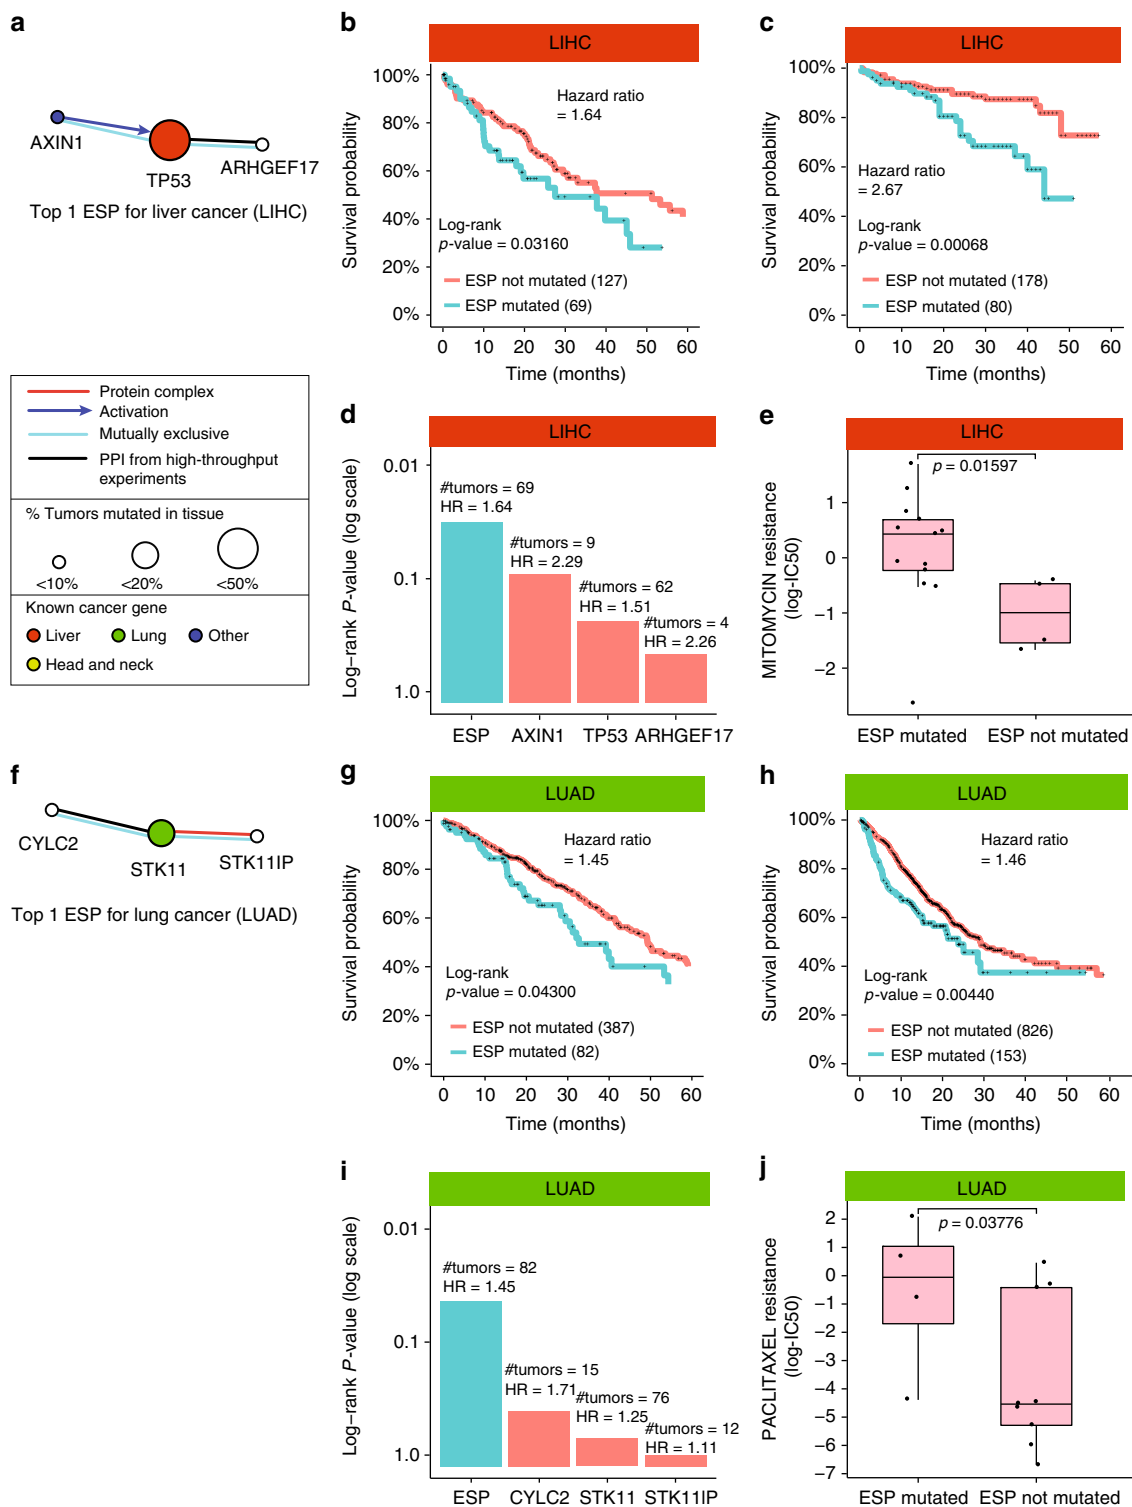 a
AXIN1
TP53
ARHGEF17
Top 1 ESP for liver cancer (LIHC)
Protein complex
Activation
Mutually exclusive
PPI from high-throughput
experiments
% Tumors mutated in tissue
<10%
<20%
<50%
Known cancer gene
Liver
Lung
Other
Head and neck
b
LIHC
Survival probability
100%
80%
60%
40%
20%
0%
Hazard ratio
= 1.64
Log-rank
p-value = 0.03160
ESP not mutated (127)
ESP mutated (69)
0 10 20 30 40 50 60
Time (months)
c
LIHC
Survival probability
100%
80%
60%
40%
20%
0%
Hazard ratio
= 2.67
Log-rank
p-value = 0.00068
ESP not mutated (178)
ESP mutated (80)
0 10 20 30 40 50 60
Time (months)
d
LIHC
Log–rank P-value (log scale)
0.01
0.1
1.0
#tumors = 69
HR = 1.64
#tumors = 9
HR = 2.29
#tumors = 62
HR = 1.51
#tumors = 4
HR = 2.26
ESP AXIN1 TP53 ARHGEF17
e
LIHC
MITOMYCIN resistance
(log-IC50)
p = 0.01597
1
0
−1
−2
ESP mutated ESP not mutated
f
CYLC2
STK11
STK11IP
Top 1 ESP for lung cancer (LUAD)
g
LUAD
Survival probability
100%
80%
60%
40%
20%
0%
Hazard ratio
= 1.45
Log-rank
p-value = 0.04300
ESP not mutated (387)
ESP mutated (82)
0 10 20 30 40 50 60
Time (months)
h
LUAD
Survival probability
100%
80%
60%
40%
20%
0%
Hazard ratio
= 1.46
Log-rank
p-value = 0.00440
ESP not mutated (826)
ESP mutated (153)
0 10 20 30 40 50 60
Time (months)
i
LUAD
Log–rank P-value (log scale)
0.01
0.1
1.0
#tumors = 82
HR = 1.45
#tumors = 15
HR = 1.71
#tumors = 76
HR = 1.25
#tumors = 12
HR = 1.11
ESP CYLC2 STK11 STK11IP
j
LUAD
PACLITAXEL resistance
(log-IC50)
p = 0.03776
2
1
0
−1
−2
−3
−4
−5
−6
−7
ESP mutated ESP not mutated